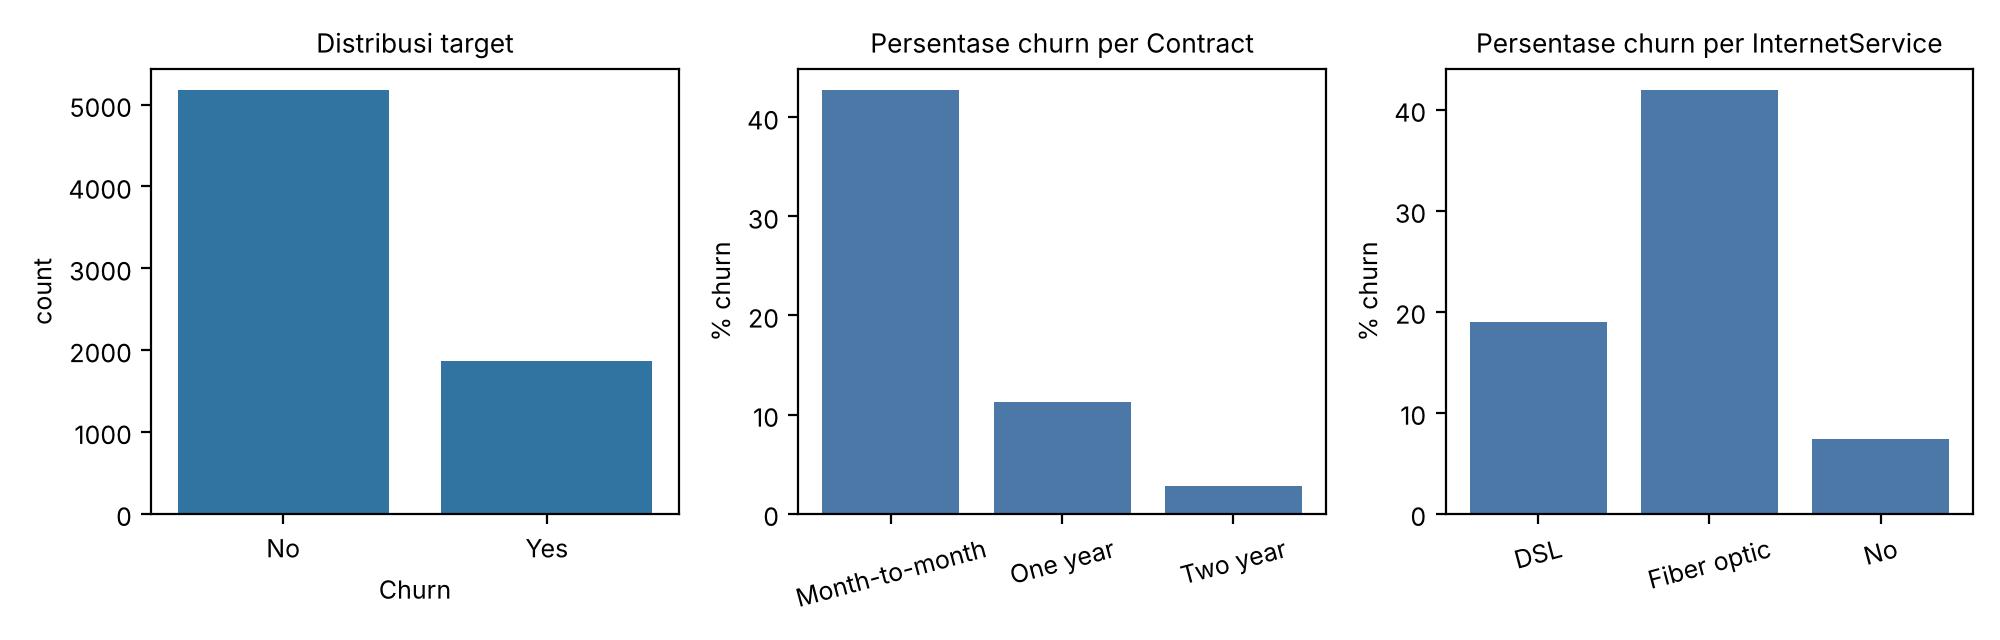 Distribusi target
5000
4000
3000
2000
1000
0
count
No
Yes
Churn
Persentase churn per Contract
40
30
20
10
0
% churn
Month-to-month
One year
Two year
Persentase churn per InternetService
40
30
20
10
0
% churn
DSL
Fiber optic
No